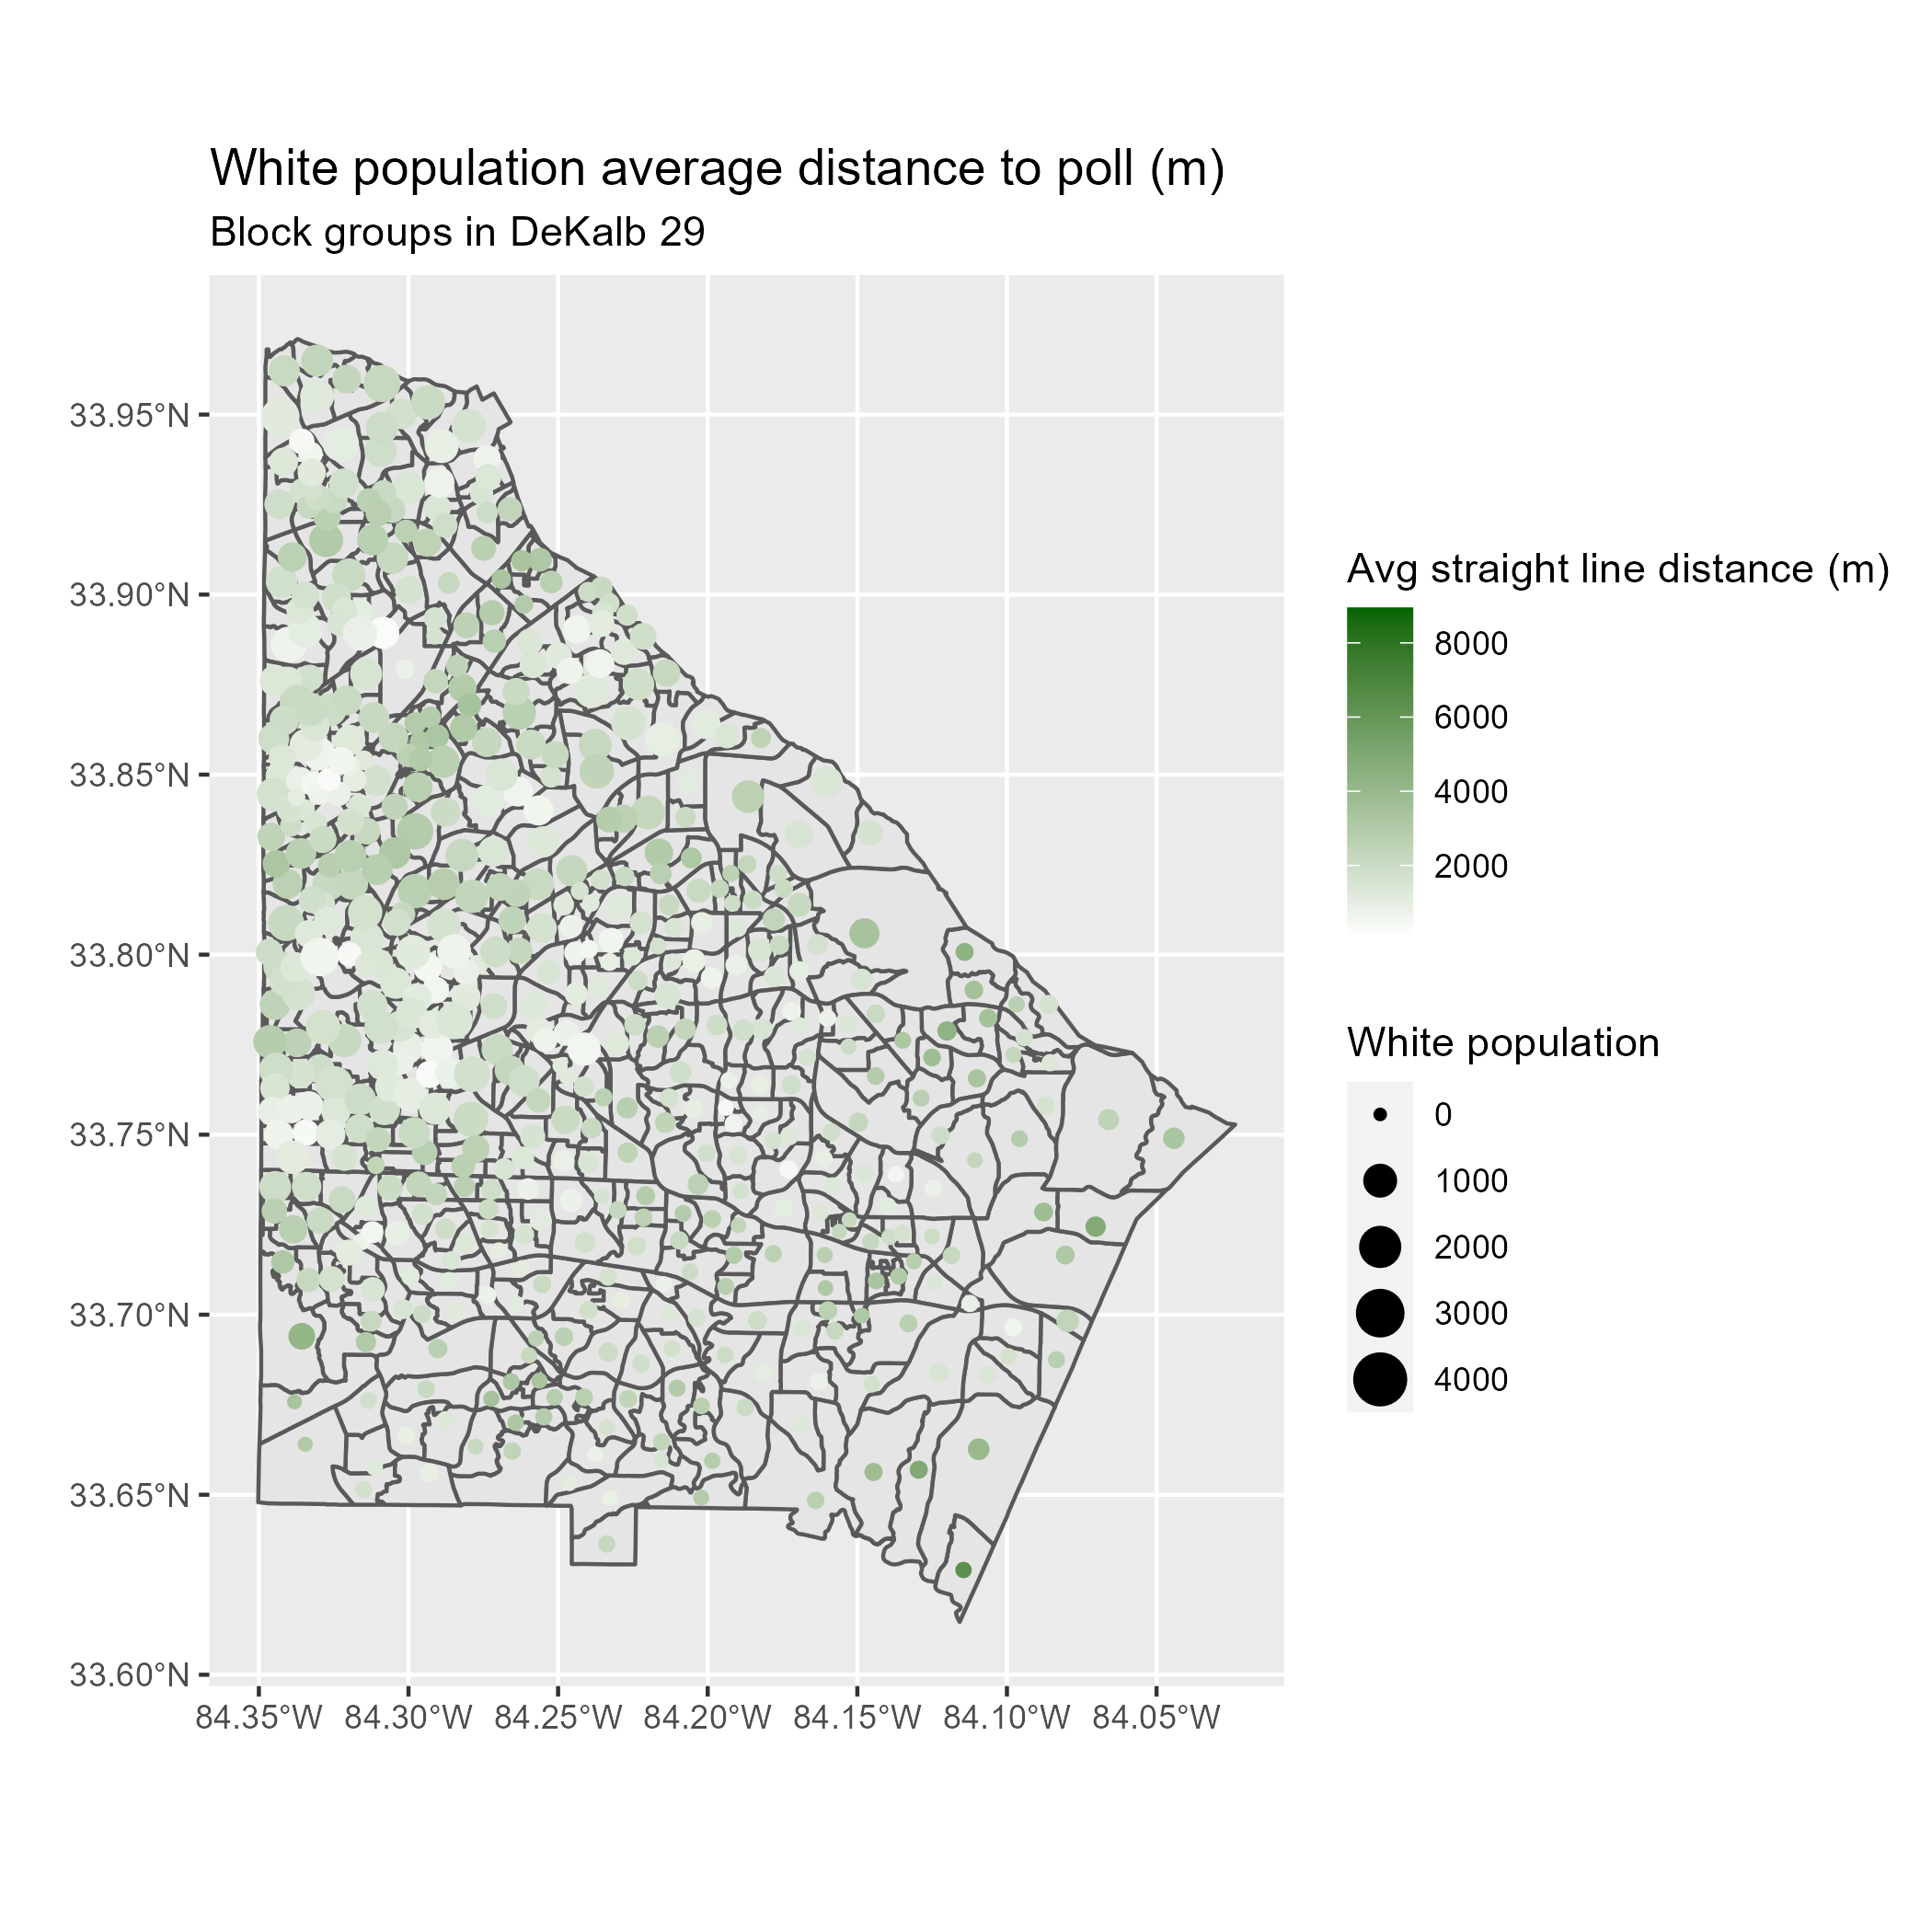 White population average distance to poll (m)
Block groups in DeKalb 29
33.95°N
33.90°N
33.85°N
33.80°N
33.75°N
33.70°N
33.65°N
33.60°N
84.35°W 84.30°W 84.25°W 84.20°W 84.15°W 84.10°W 84.05°W
Avg straight line distance (m)
8000
6000
4000
2000
White population
0
1000
2000
3000
4000